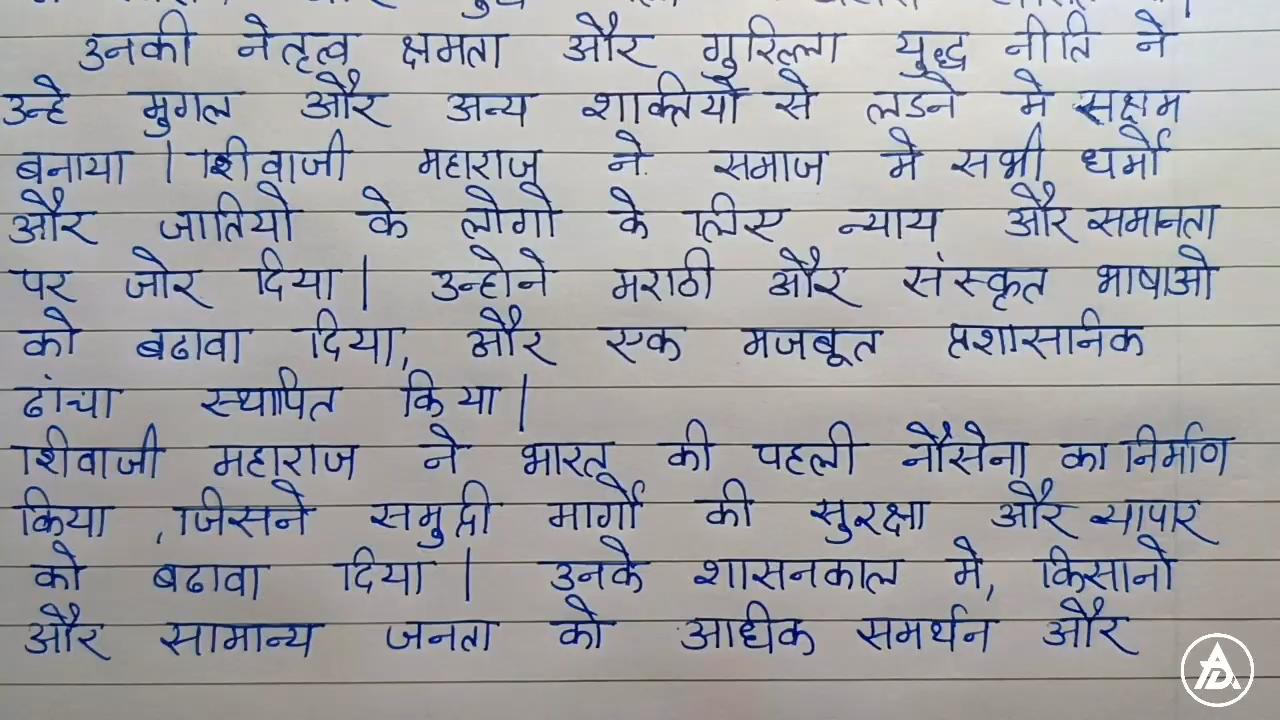 उनकी नेतृत्व क्षमता और गुरिल्ला युद्ध नीति ने
उन्हे मुगल और अन्य शक्तियों से लडने मे सक्षम
बनाया | शिवाजी महाराज ने समाज मे सभी धर्मो
और जातियो के लोगो के लिए न्याय और समानता
पर जोर दिया | उन्होने मराठी और संस्कृत भाषाओ
को बढावा दिया, और एक मजबूत प्रशासनिक
ढांचा स्थापित किया |
शिवाजी महाराज ने भारत की पहली नौसेना का निर्माण
किया , जिसने समुद्री मार्गो की सुरक्षा और व्यापार
को बढावा दिया | उनके शासनकाल मे, किसानो
और सामान्य जनता को अधिक समर्थन और